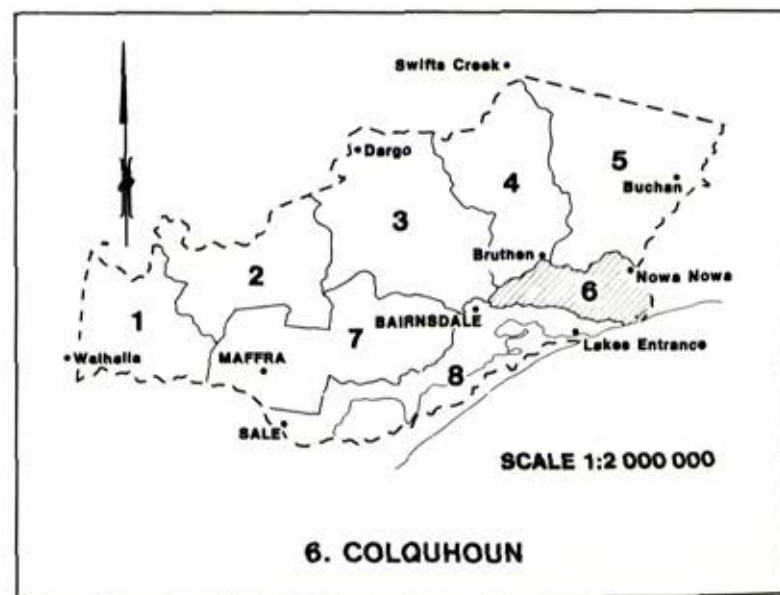 Swifts Creek
Dargo
5
4
Buchan
3
Bruthen
2
Nowa Nowa
6
1
BAIRNSDALE
7
Lakes Entrance
Walhalla
MAFFRA
8
SALE
SCALE 1:2 000 000
6. COLQUHOUN